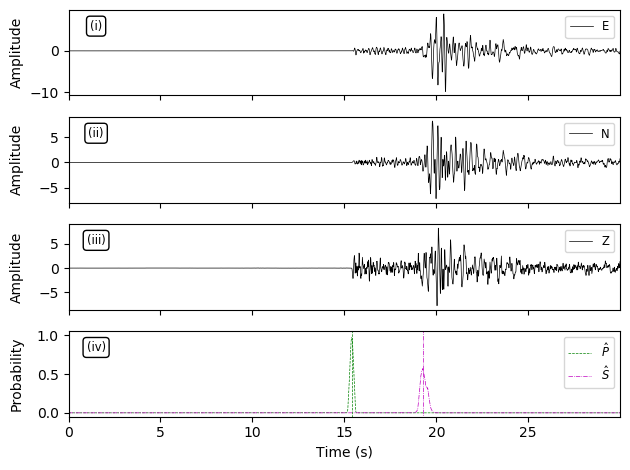 (i)
E
Amplitude
0
−10
(ii)
N
Amplitude
5
0
−5
(iii)
Z
Amplitude
5
0
−5
(iv)
P̂
Ŝ
Probability
1.0
0.5
0.0
0 5 10 15 20 25
Time (s)